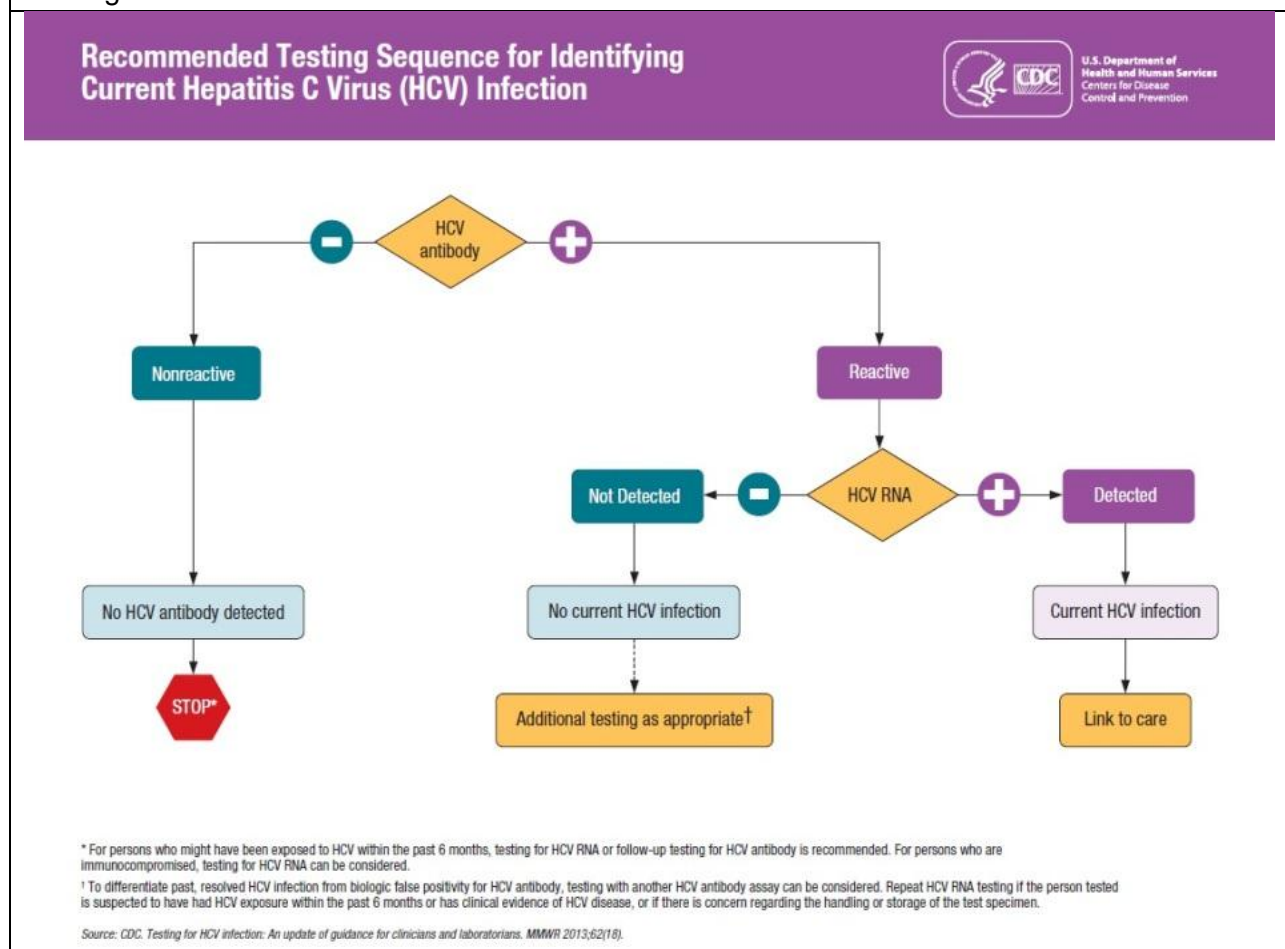 Recommended Testing Sequence for Identifying
Current Hepatitis C Virus (HCV) Infection
CDC
U.S. Department of
Health and Human Services
Centers for Disease
Control and Prevention
HCV
antibody
Nonreactive
Reactive
Not Detected
HCV RNA
Detected
No HCV antibody detected
No current HCV infection
Current HCV infection
STOP*
Additional testing as appropriate†
Link to care
* For persons who might have been exposed to HCV within the past 6 months, testing for HCV RNA or follow-up testing for HCV antibody is recommended. For persons who are
immunocompromised, testing for HCV RNA can be considered.
† To differentiate past, resolved HCV infection from biologic false positivity for HCV antibody, testing with another HCV antibody assay can be considered. Repeat HCV RNA testing if the person tested
is suspected to have had HCV exposure within the past 6 months or has clinical evidence of HCV disease, or if there is concern regarding the handling or storage of the test specimen.
Source: CDC. Testing for HCV infection: An update of guidance for clinicians and laboratorians. MMWR 2013;62(18).